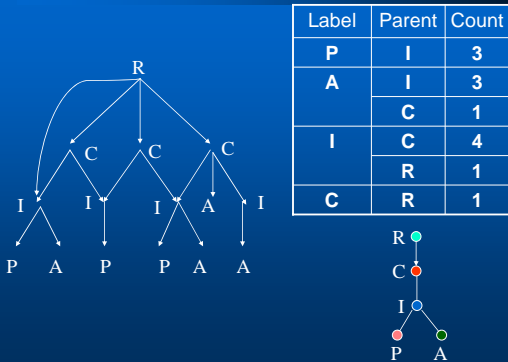 Label Parent Count
P I 3
A I 3
C 1
I C 4
R 1
C R 1
R
C C C
I I I A I
P A P P A A
R
C
I
P A